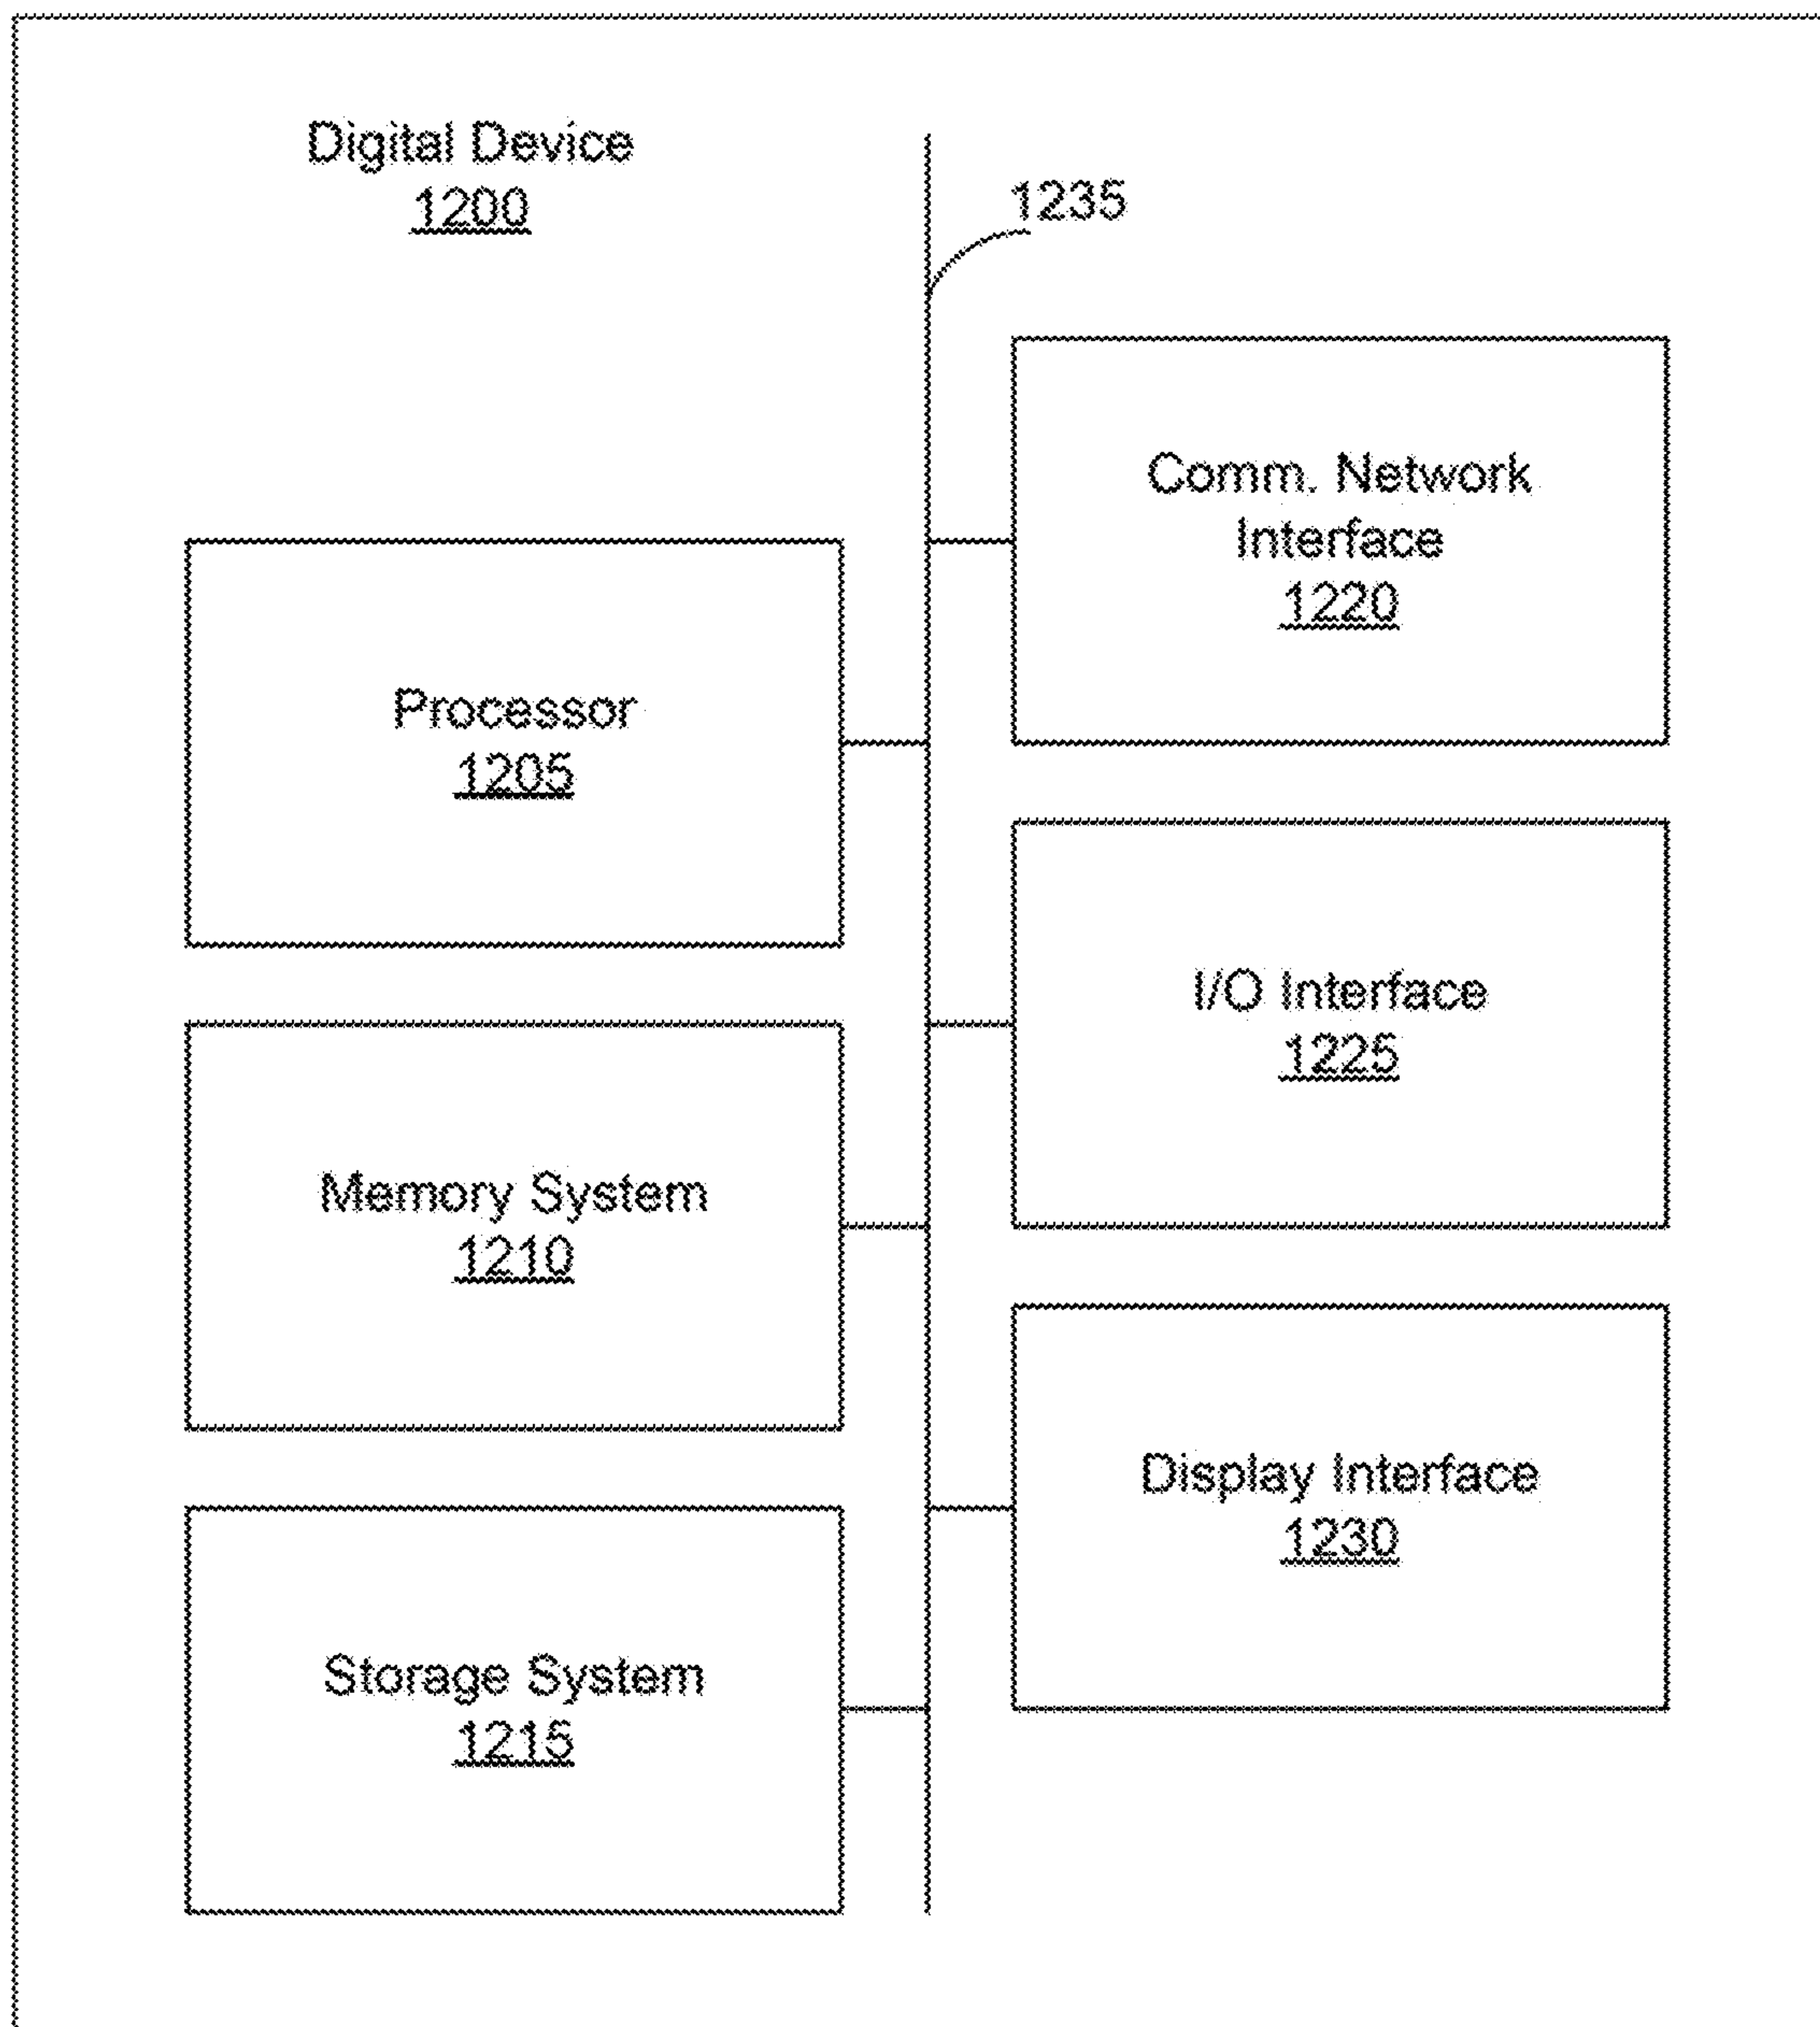 Digital Device
1200
1235
Comm. Network
Interface
1220
Processor
1205
I/O Interface
1225
Memory System
1210
Display Interface
1230
Storage System
1215